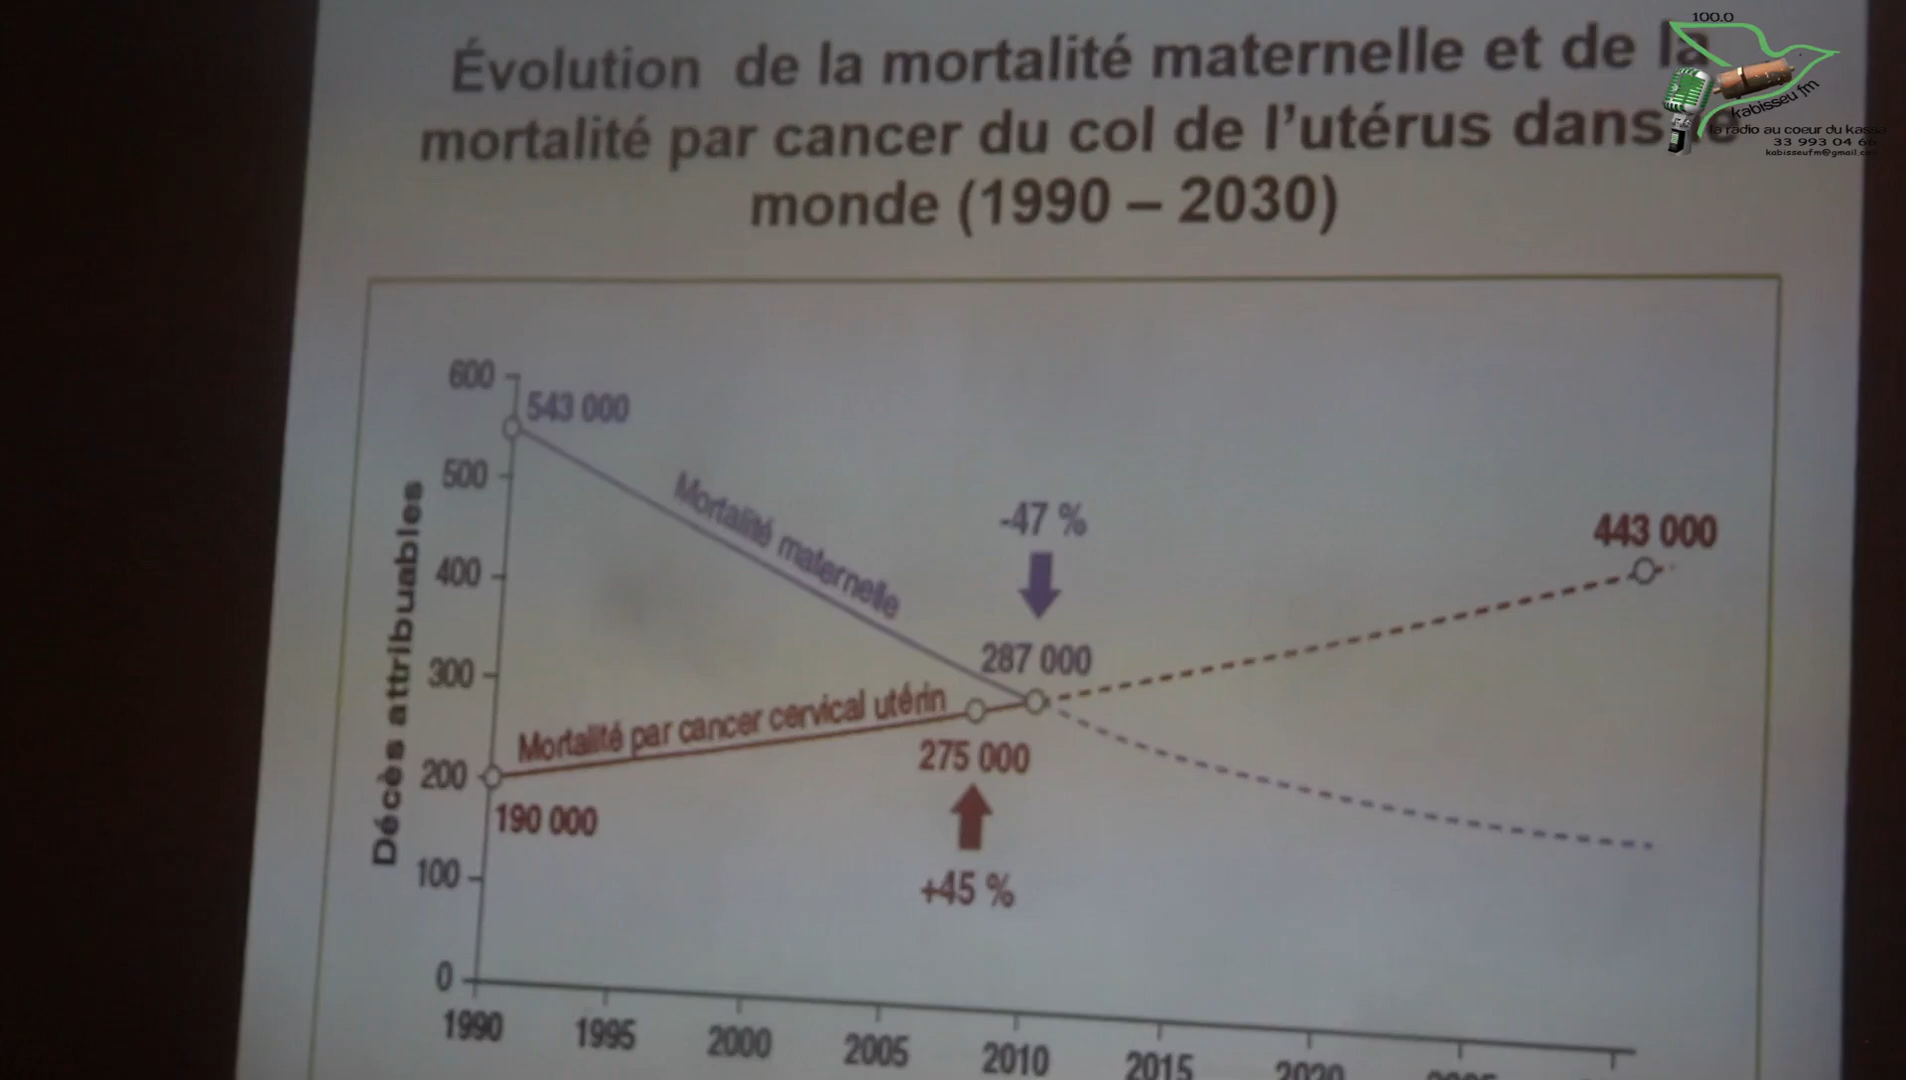 100.0
Évolution de la mortalité maternelle et de la
kabisseu fm
mortalité par cancer du col de l'utérus dans
la radio au coeur du
33 993 04 66
monde (1990 – 2030)
Décès attribuables
600
543 000
500
Mortalité maternelle
-47 %
443 000
400
300
287 000
Mortalité par cancer cervical utérin
275 000
200
190 000
100
+45 %
0
1990
1995
2000
2005
2010
2015
2020